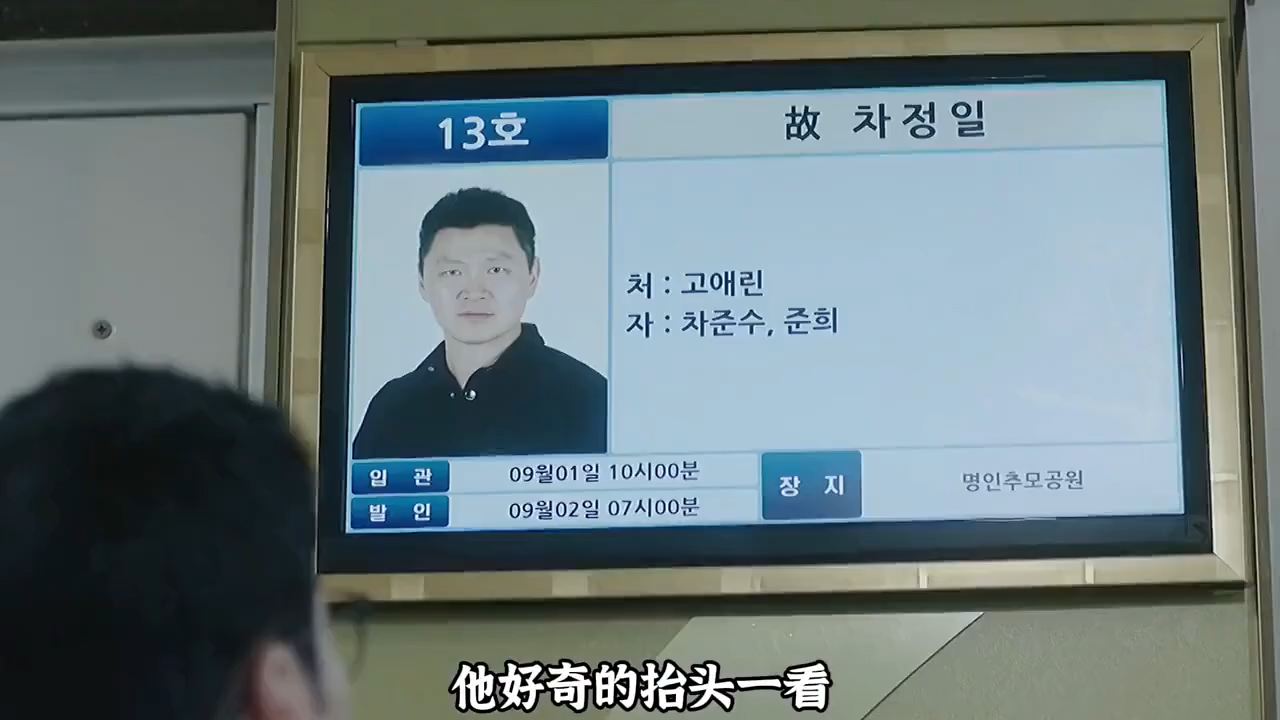 13호
故 차정일
처 : 고애린
자 : 차준수, 준희
입 관 09월01일 10시00분
발 인 09월02일 07시00분
장 지 명인추모공원
他好奇的抬头一看